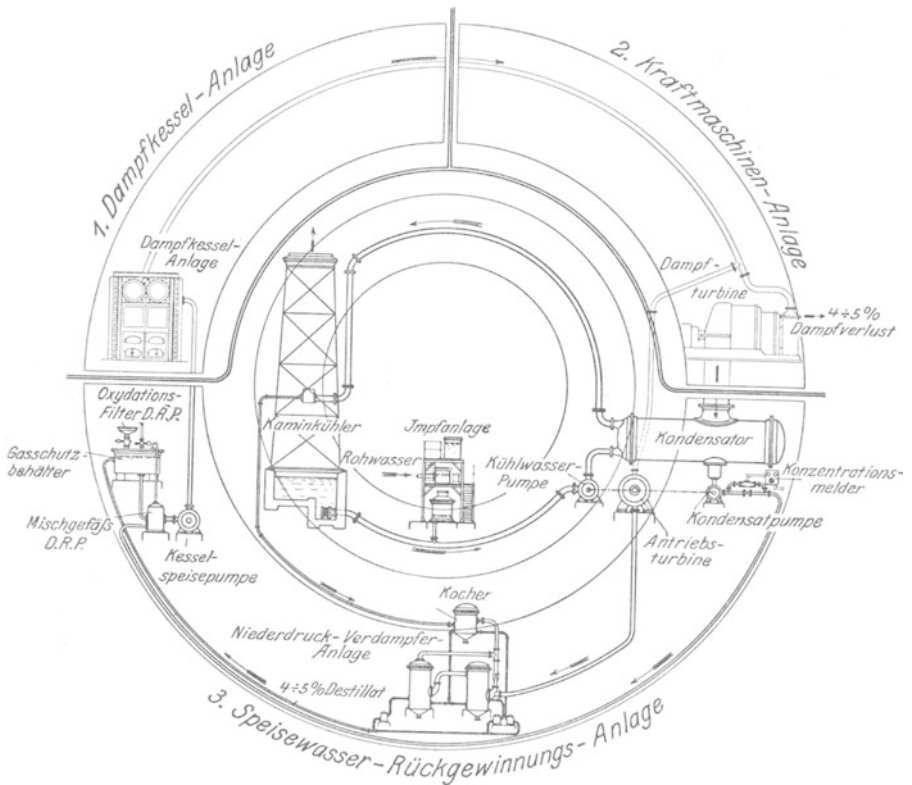 1. Dampfkessel-Anlage
2. Kraftmaschinen-Anlage
Dampfkessel-
Anlage
Dampf-
turbine
4÷5%
Dampfverlust
Oxydations-
Filter D.R.P.
Gasschutz-
behälter
Mischgefäß
D.R.P.
Kessel-
speisepumpe
Kaminkühler
Impfanlage
Rohwasser
Kühlwasser-
Pumpe
Kondensator
Konzentrations-
melder
Kondensatpumpe
Antriebs-
turbine
Kocher
Niederdruck-Verdampfer-
Anlage
4÷5% Destillat
3. Speisewasser-Rückgewinnungs-Anlage